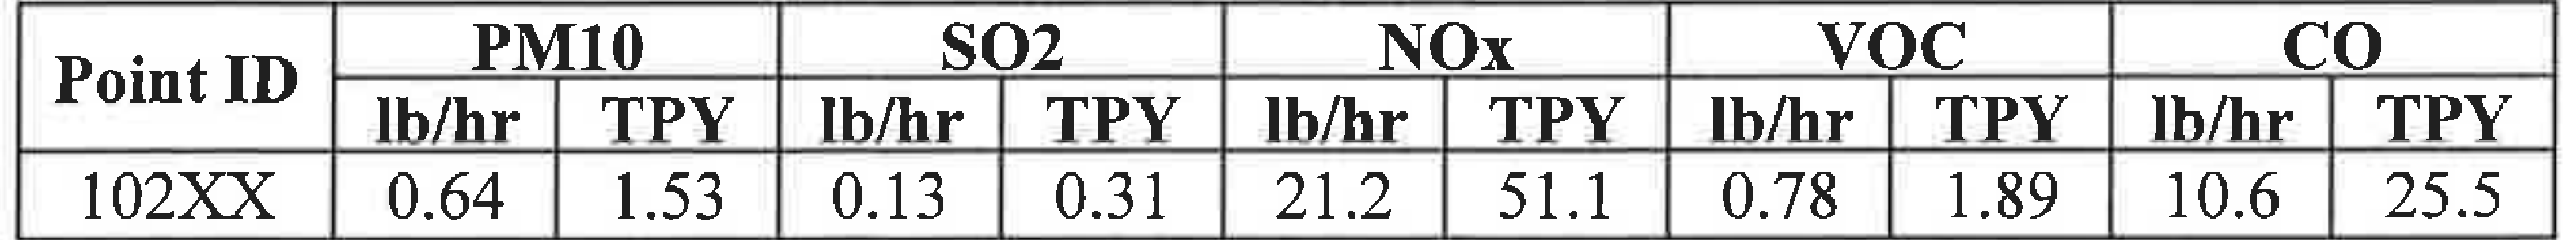 Point ID PM10 SO2 NOx VOC CO
lb/hr TPY lb/hr TPY lb/hr TPY lb/hr TPY lb/hr TPY
102XX 0.64 1.53 0.13 0.31 21.2 51.1 0.78 1.89 10.6 25.5